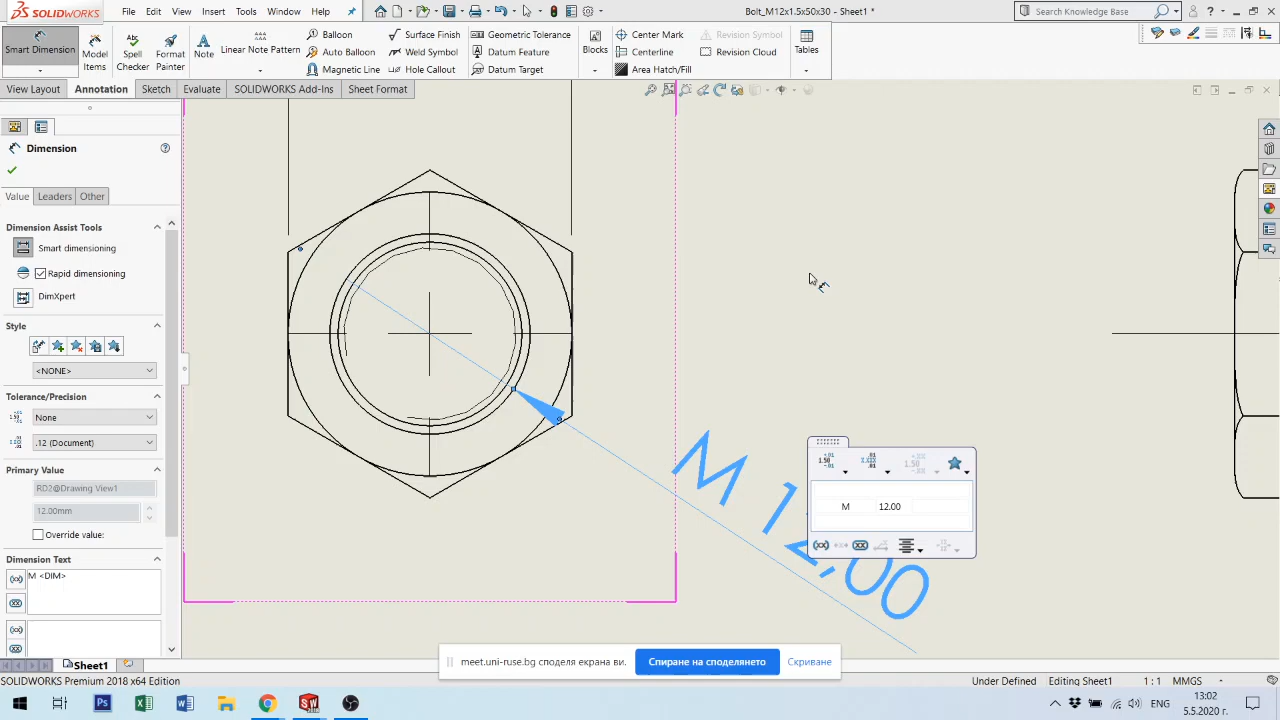 SOLIDWORKS
File Edit View Insert Tools Window Help
Bolt_M12x1.5x50x30 - Sheet1 *
Search Knowledge Base
Smart Dimension
Model Items
Spell Checker
Format Painter
Note
Linear Note Pattern
Balloon
Auto Balloon
Magnetic Line
Surface Finish
Weld Symbol
Hole Callout
Geometric Tolerance
Datum Feature
Datum Target
Blocks
Center Mark
Centerline
Area Hatch/Fill
Revision Symbol
Revision Cloud
Tables
View Layout Annotation Sketch Evaluate SOLIDWORKS Add-Ins Sheet Format
Dimension
Value Leaders Other
Dimension Assist Tools
Smart dimensioning
Rapid dimensioning
DimXpert
Style
<NONE>
Tolerance/Precision
None
.12 (Document)
Primary Value
RD2@Drawing View1
12.00mm
Override value:
Dimension Text
M <DIM>
M 12,00
M 12.00
meet.uni-ruse.bg споделя екрана ви.
Спиране на споделянето
Скриване
Sheet1
SOLIDWORKS Premium 2018 x64 Edition
Under Defined Editing Sheet1 1 : 1 MMGS
ENG
13:02
5.5.2020 г.